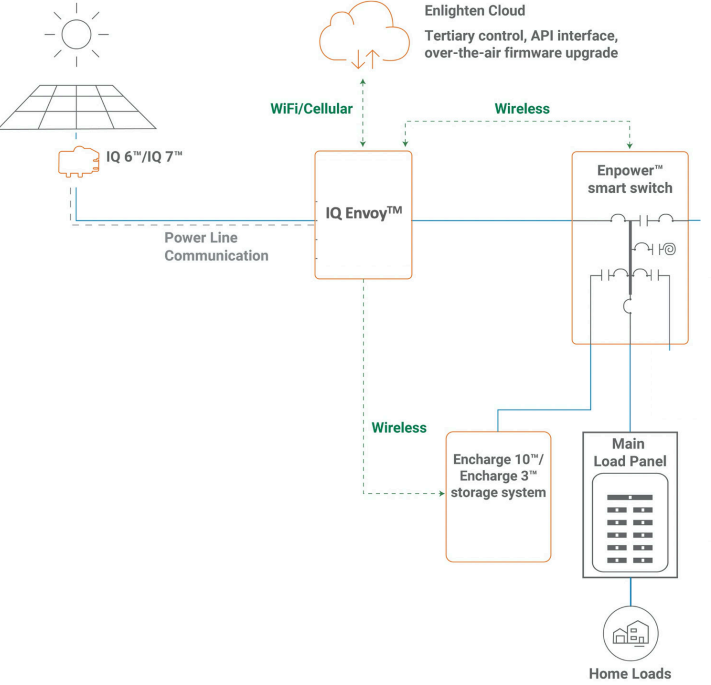 Enlighten Cloud
Tertiary control, API interface,
over-the-air firmware upgrade
WiFi/Cellular
Wireless
IQ 6™/IQ 7™
Enpower™
smart switch
IQ Envoy™
Power Line
Communication
Wireless
Encharge 10™/
Encharge 3™
storage system
Main
Load Panel
Home Loads